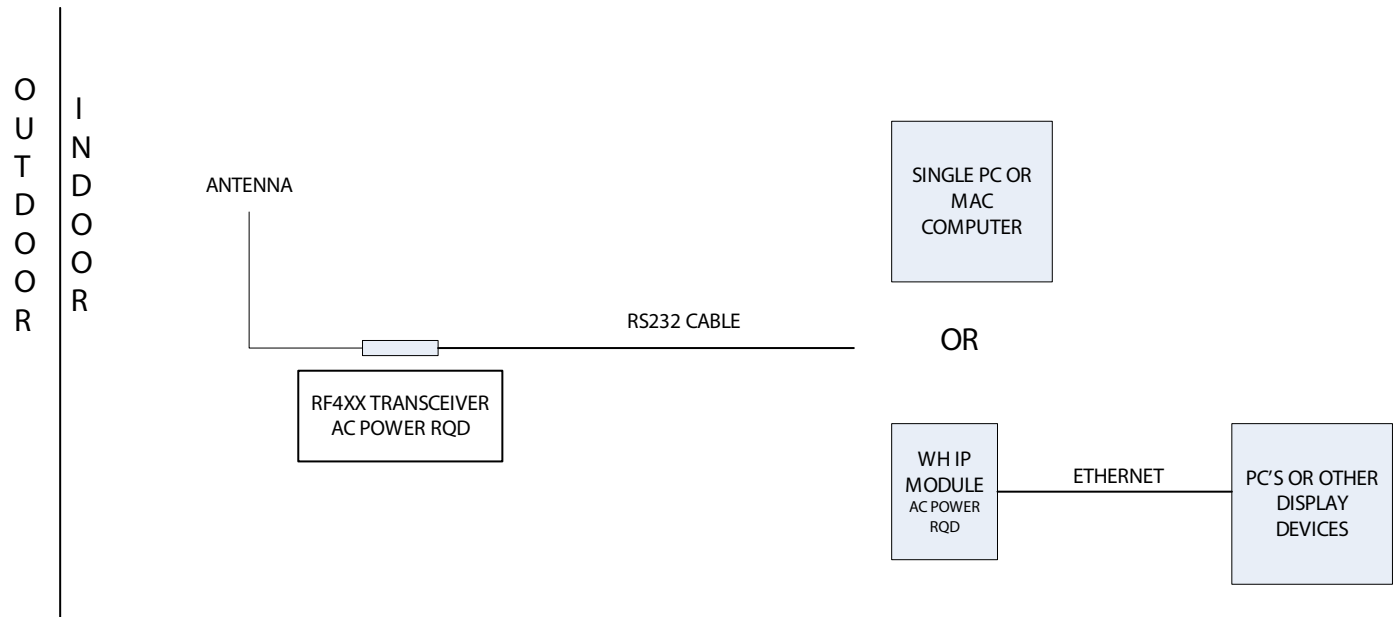 OUTDOOR
INDOOR
ANTENNA
RF4XX TRANSCEIVER
AC POWER RQD
RS232 CABLE
SINGLE PC OR
MAC
COMPUTER
OR
WH IP
MODULE
AC POWER
RQD
ETHERNET
PC'S OR OTHER
DISPLAY
DEVICES